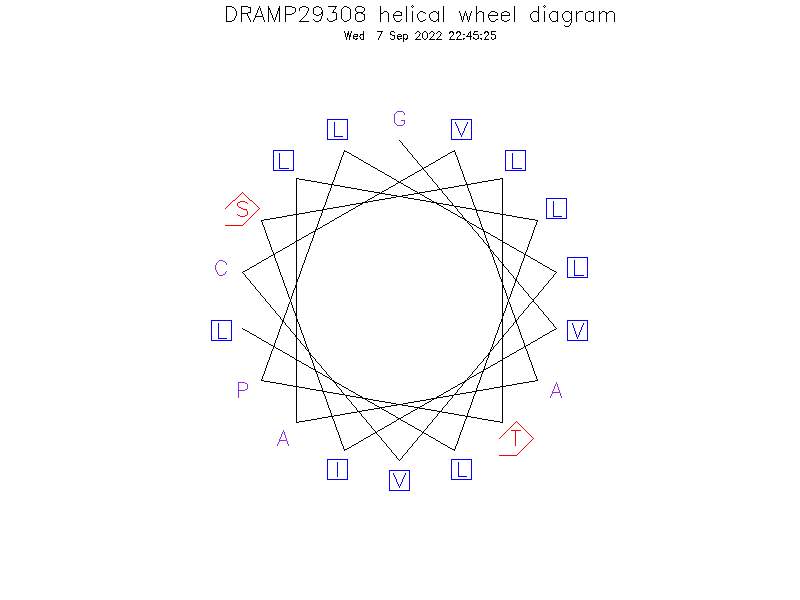 DRAMP29308 helical wheel diagram
Wed 7 Sep 2022 22:45:25
G
L V
L L
S L
C L
L V
P A
A T
I L
V